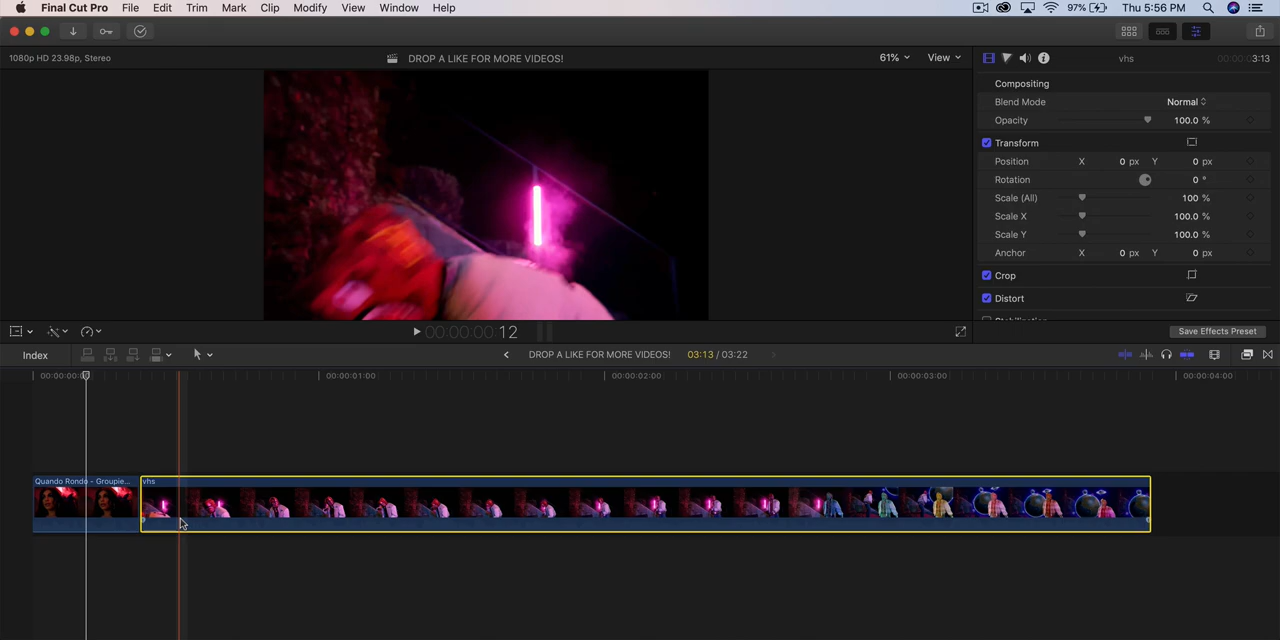 Final Cut Pro File Edit Trim Mark Clip Modify View Window Help 97% Thu 5:56 PM
1080p HD 23.98p, Stereo DROP A LIKE FOR MORE VIDEOS! 61% View vhs 00:00:03:13
Compositing
Blend Mode Normal
Opacity 100.0 %
Transform
Position X 0 px Y 0 px
Rotation 0 °
Scale (All) 100 %
Scale X 100.0 %
Scale Y 100.0 %
Anchor X 0 px Y 0 px
Crop
Distort
00:00:00:12 Save Effects Preset
Index DROP A LIKE FOR MORE VIDEOS! 03:13 / 03:22
00:00:00:00 00:00:01:00 00:00:02:00 00:00:03:00 00:00:04:00
Quando Rondo - Groupie... vhs